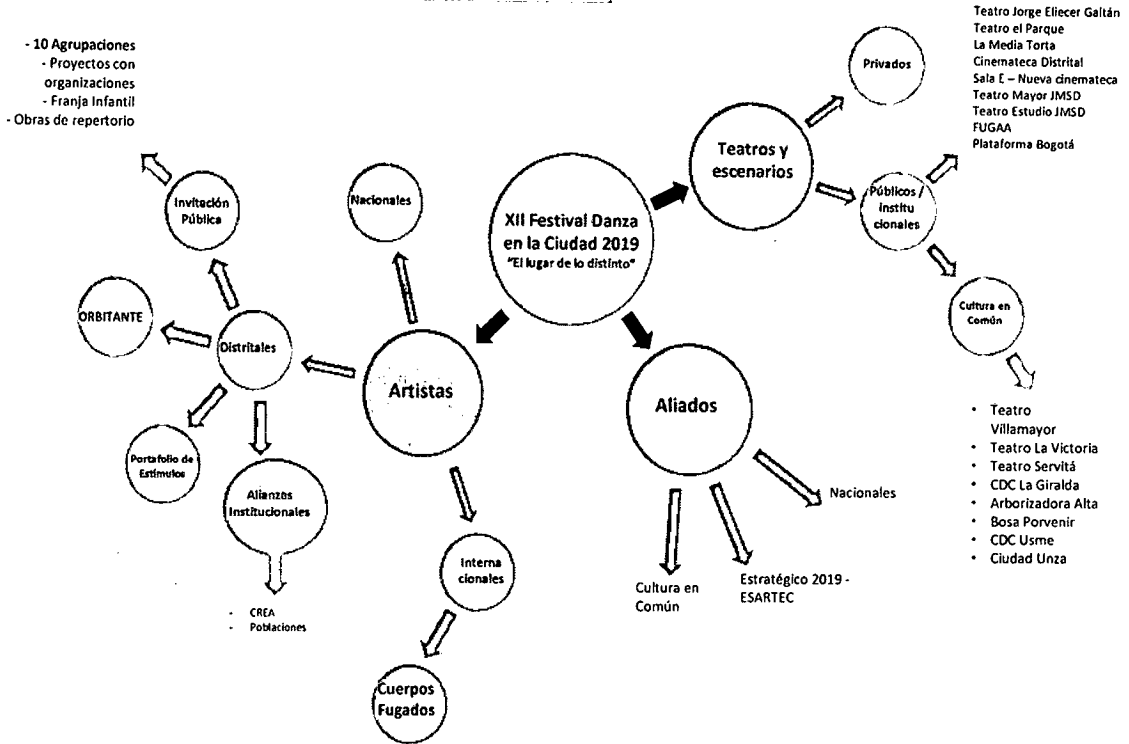 - 10 Agrupaciones
- Proyectos con
organizaciones
- Franja Infantil
- Obras de repertorio
Invitación
Pública
ORBITANTE
Distritales
Portafolio de
Estímulos
Alianzas
Institucionales
- CREA
- Poblaciones
Nacionales
Artistas
Interna
cionales
Cuerpos
Fugados
XII Festival Danza
en la Ciudad 2019
"El lugar de lo distinto"
Aliados
Cultura en
Común
Estratégico 2019 -
ESARTEC
Nacionales
Teatros y
escenarios
Privados
Públicos /
Institu
cionales
Teatro Jorge Eliecer Gaitán
Teatro el Parque
La Media Torta
Cinemateca Distrital
Sala E – Nueva cinemateca
Teatro Mayor JMSD
Teatro Estudio JMSD
FUGAA
Plataforma Bogotá
Cultura en
Común
• Teatro
Villamayor
• Teatro La Victoria
• Teatro Servitá
• CDC La Giralda
• Arborizadora Alta
• Bosa Porvenir
• CDC Usme
• Ciudad Unza